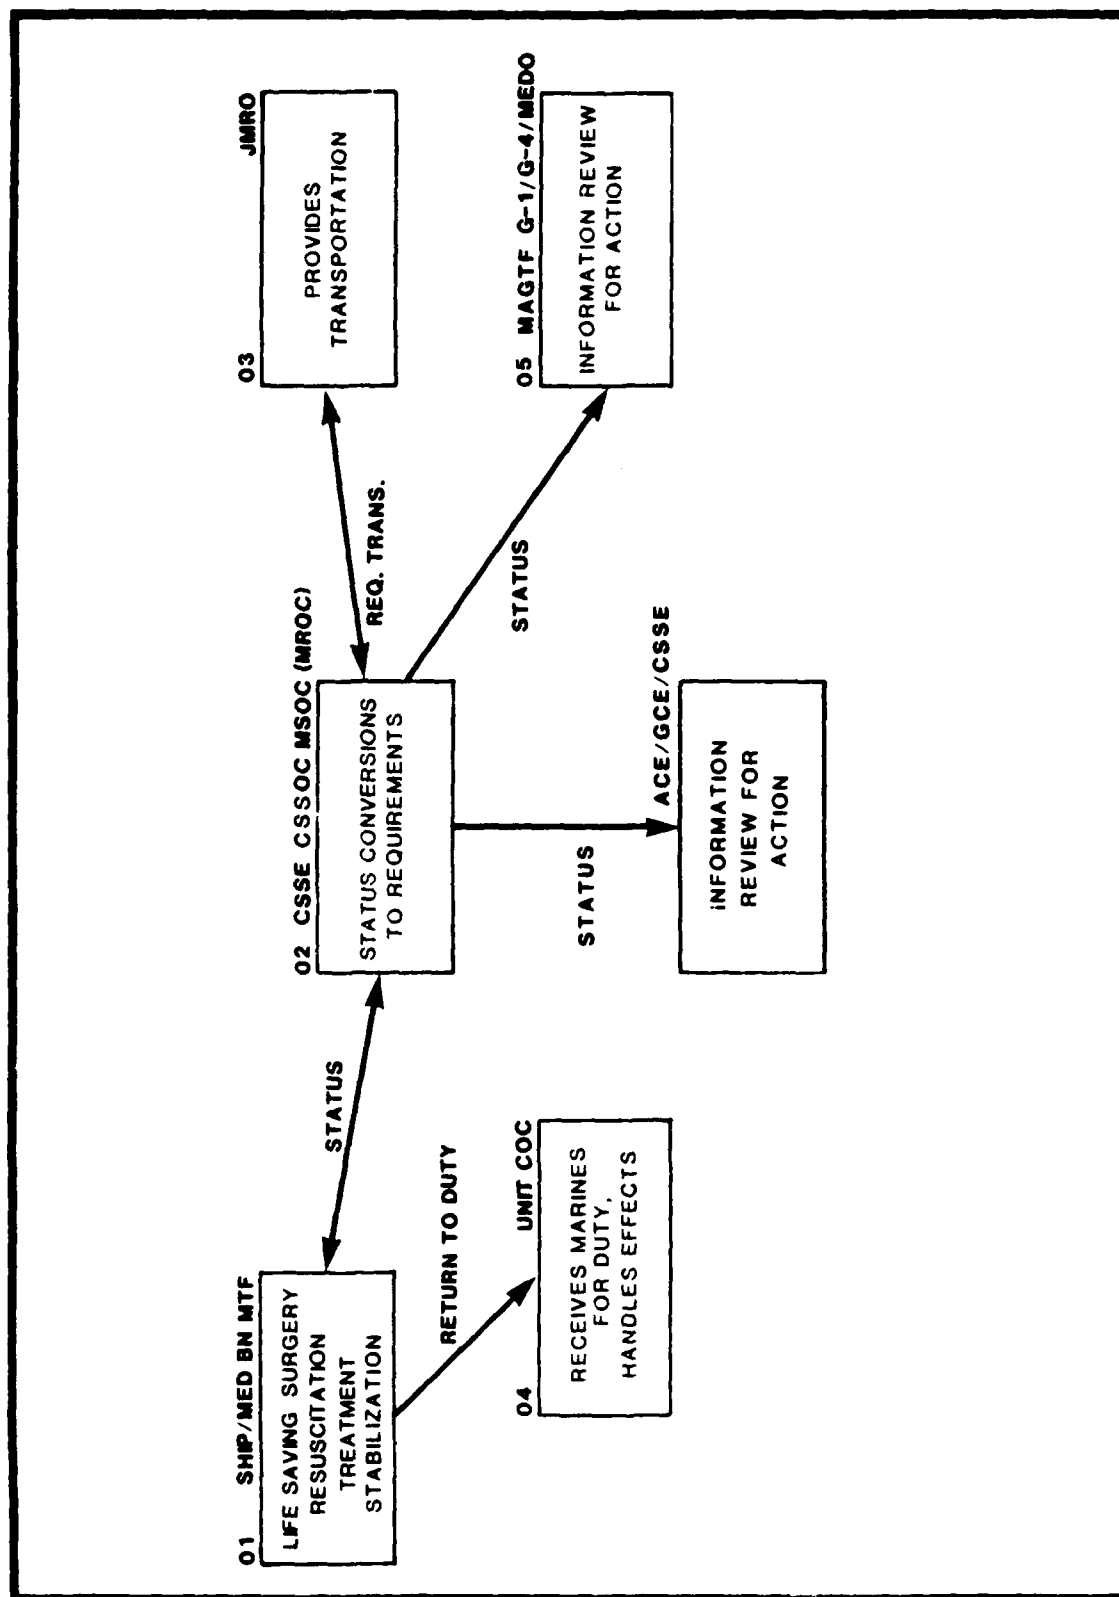 01 SHIP/MED BN MTF
LIFE SAVING SURGERY
RESUSCITATION
TREATMENT
STABILIZATION
STATUS
RETURN TO DUTY
04 UNIT COC
RECEIVES MARINES
FOR DUTY,
HANDLES EFFECTS
02 CSSE CSSOC MSOC (MROC)
STATUS CONVERSIONS
TO REQUIREMENTS
REQ. TRANS.
STATUS
STATUS
ACE/GCE/CSSE
INFORMATION
REVIEW FOR
ACTION
03 JMRO
PROVIDES
TRANSPORTATION
05 MAGTF G-1/G-4/MEDO
INFORMATION REVIEW
FOR ACTION